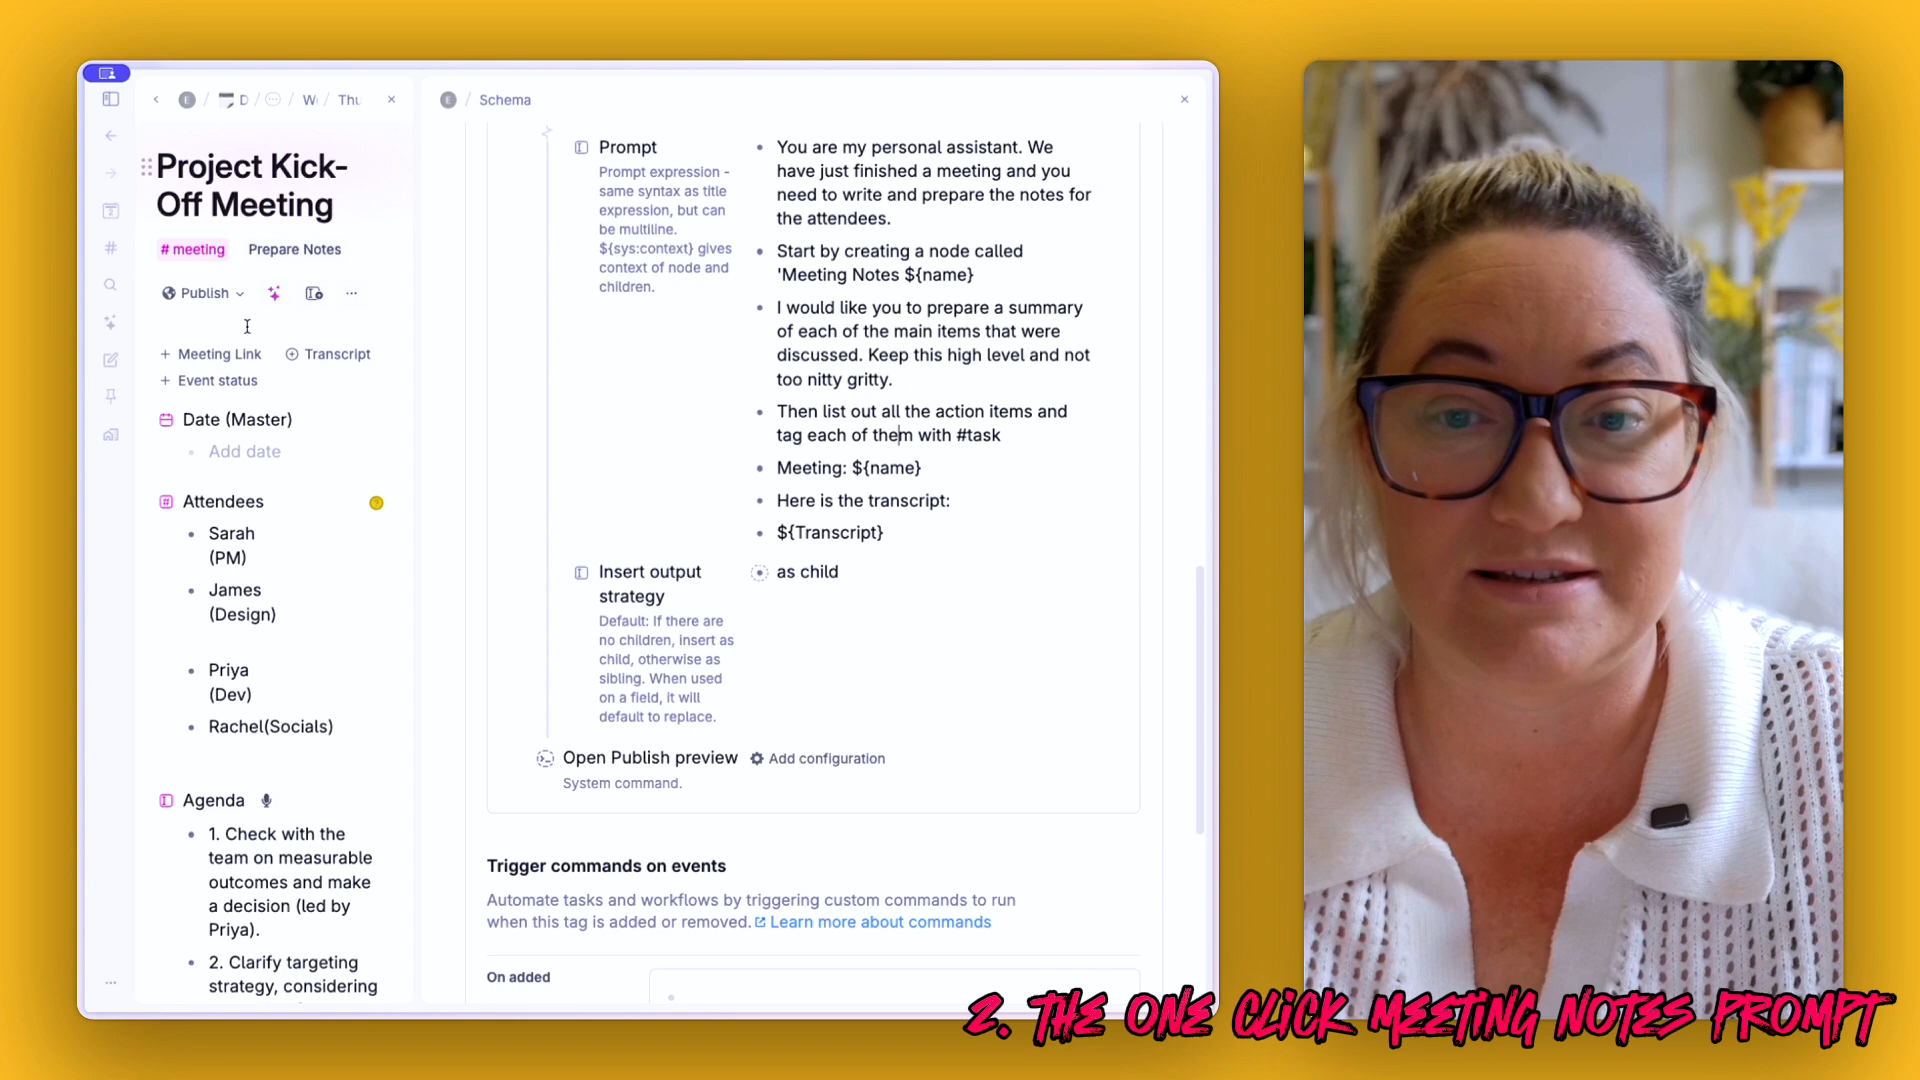 E / D / / W / Thu
Project Kick-
Off Meeting
# meeting Prepare Notes
Publish
+ Meeting Link Transcript
+ Event status
Date (Master)
Add date
Attendees
Sarah
(PM)
James
(Design)
Priya
(Dev)
Rachel(Socials)
Agenda
1. Check with the
team on measurable
outcomes and make
a decision (led by
Priya).
2. Clarify targeting
strategy, considering
E / Schema
Prompt
Prompt expression -
same syntax as title
expression, but can
be multiline.
${sys:context} gives
context of node and
children.
You are my personal assistant. We
have just finished a meeting and you
need to write and prepare the notes for
the attendees.
Start by creating a node called
'Meeting Notes ${name}
I would like you to prepare a summary
of each of the main items that were
discussed. Keep this high level and not
too nitty gritty.
Then list out all the action items and
tag each of them with #task
Meeting: ${name}
Here is the transcript:
${Transcript}
Insert output
strategy
Default: If there are
no children, insert as
child, otherwise as
sibling. When used
on a field, it will
default to replace.
as child
Open Publish preview Add configuration
System command.
Trigger commands on events
Automate tasks and workflows by triggering custom commands to run
when this tag is added or removed. Learn more about commands
On added
2. THE ONE CLICK MEETING NOTES PROMPT